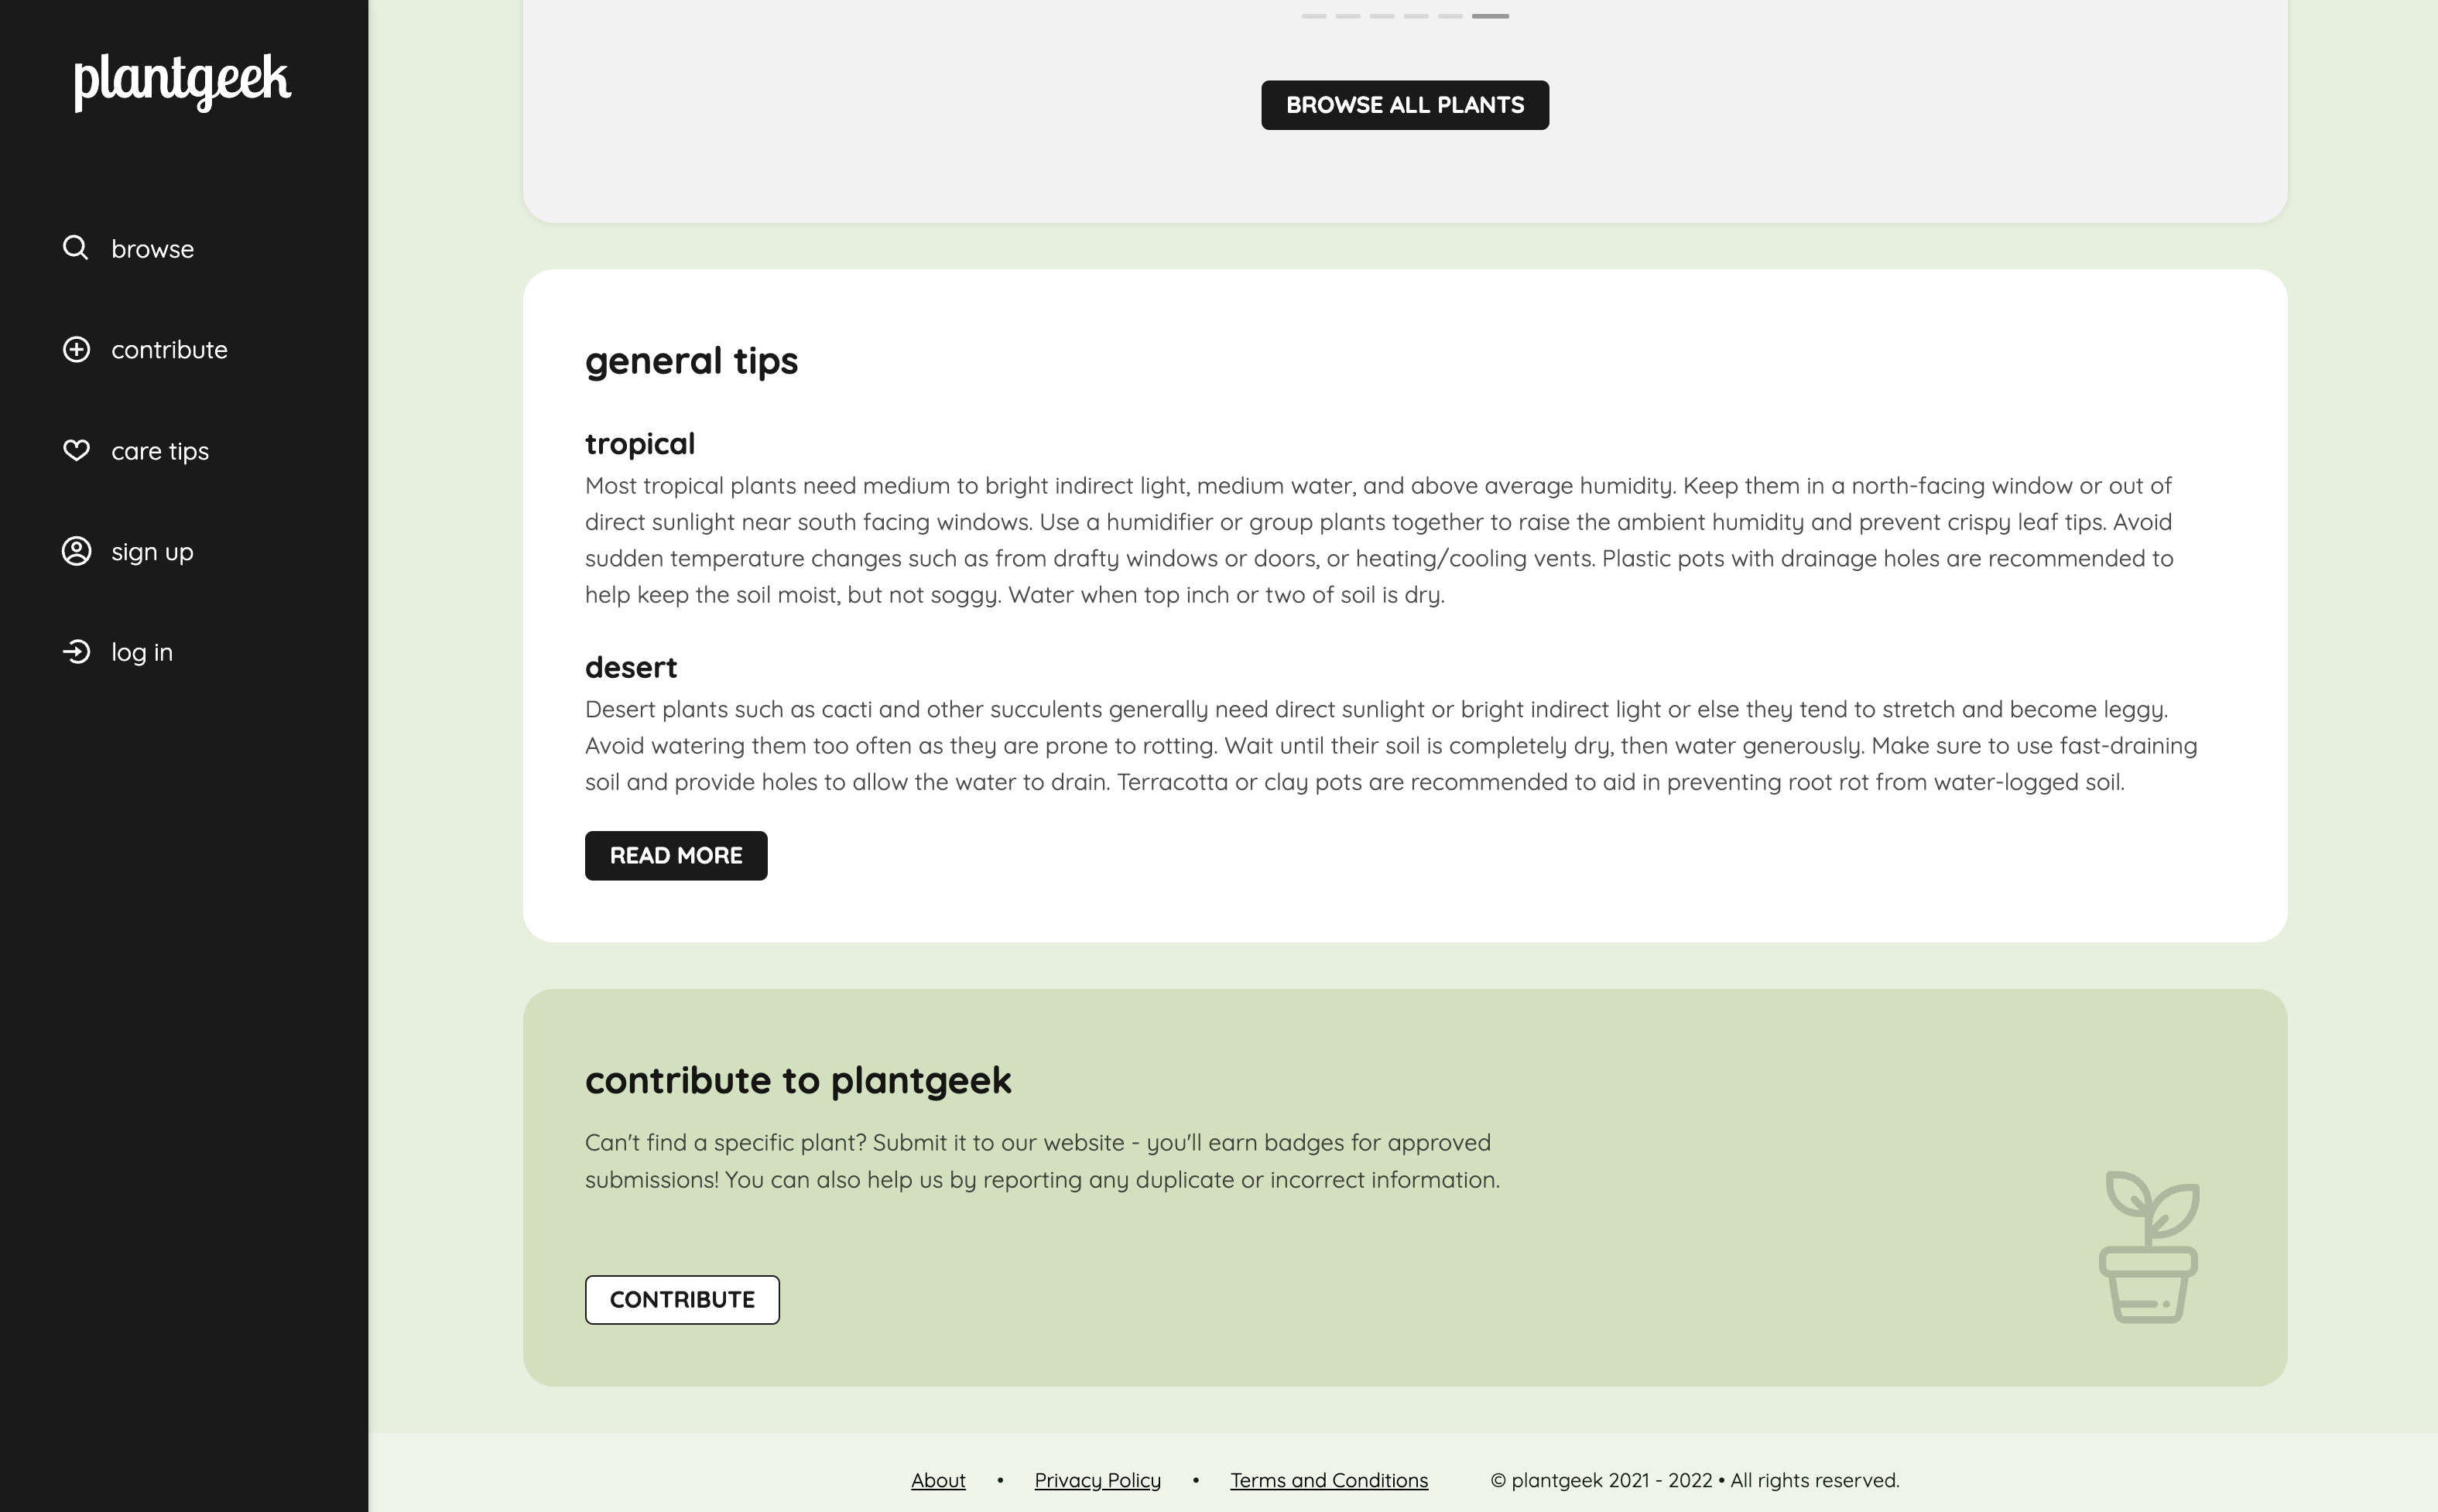 plantgeek
browse
contribute
care tips
sign up
log in
BROWSE ALL PLANTS
general tips
tropical
Most tropical plants need medium to bright indirect light, medium water, and above average humidity. Keep them in a north-facing window or out of
direct sunlight near south facing windows. Use a humidifier or group plants together to raise the ambient humidity and prevent crispy leaf tips. Avoid
sudden temperature changes such as from drafty windows or doors, or heating/cooling vents. Plastic pots with drainage holes are recommended to
help keep the soil moist, but not soggy. Water when top inch or two of soil is dry.
desert
Desert plants such as cacti and other succulents generally need direct sunlight or bright indirect light or else they tend to stretch and become leggy.
Avoid watering them too often as they are prone to rotting. Wait until their soil is completely dry, then water generously. Make sure to use fast-draining
soil and provide holes to allow the water to drain. Terracotta or clay pots are recommended to aid in preventing root rot from water-logged soil.
READ MORE
contribute to plantgeek
Can't find a specific plant? Submit it to our website - you'll earn badges for approved
submissions! You can also help us by reporting any duplicate or incorrect information.
CONTRIBUTE
About • Privacy Policy • Terms and Conditions © plantgeek 2021 - 2022 • All rights reserved.